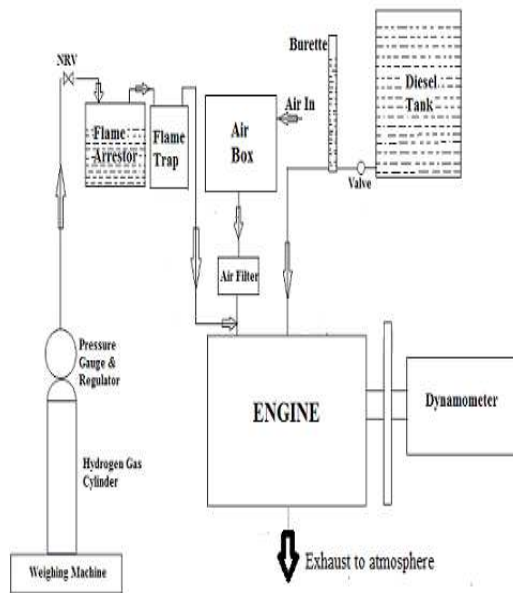 Burette
Diesel
Tank
NRV
Air In
Flame
Arrestor
Flame
Trap
Air
Box
Valve
Air Filter
Pressure
Gauge &
Regulator
ENGINE
Dynamometer
Hydrogen Gas
Cylinder
Exhaust to atmosphere
Weighing Machine